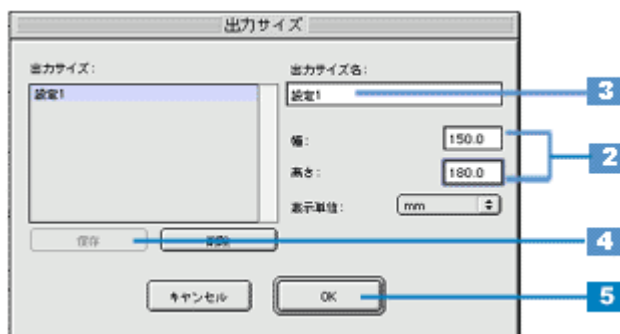 出力サイズ
出力サイズ:
設定1
出力サイズ名:
設定1
3
幅:
150.0
2
高さ:
180.0
表示単位:
mm
保存
削除
4
キャンセル
OK
5